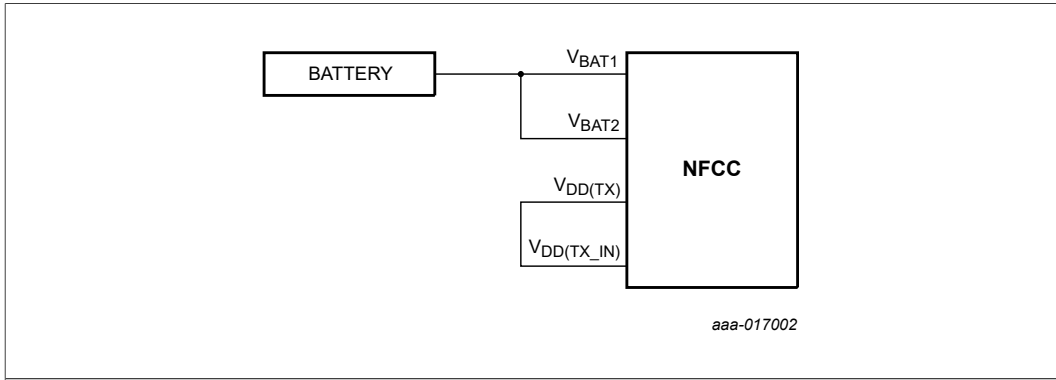 BATTERY
VBAT1
VBAT2
VDD(TX)
VDD(TX_IN)
NFCC
aaa-017002